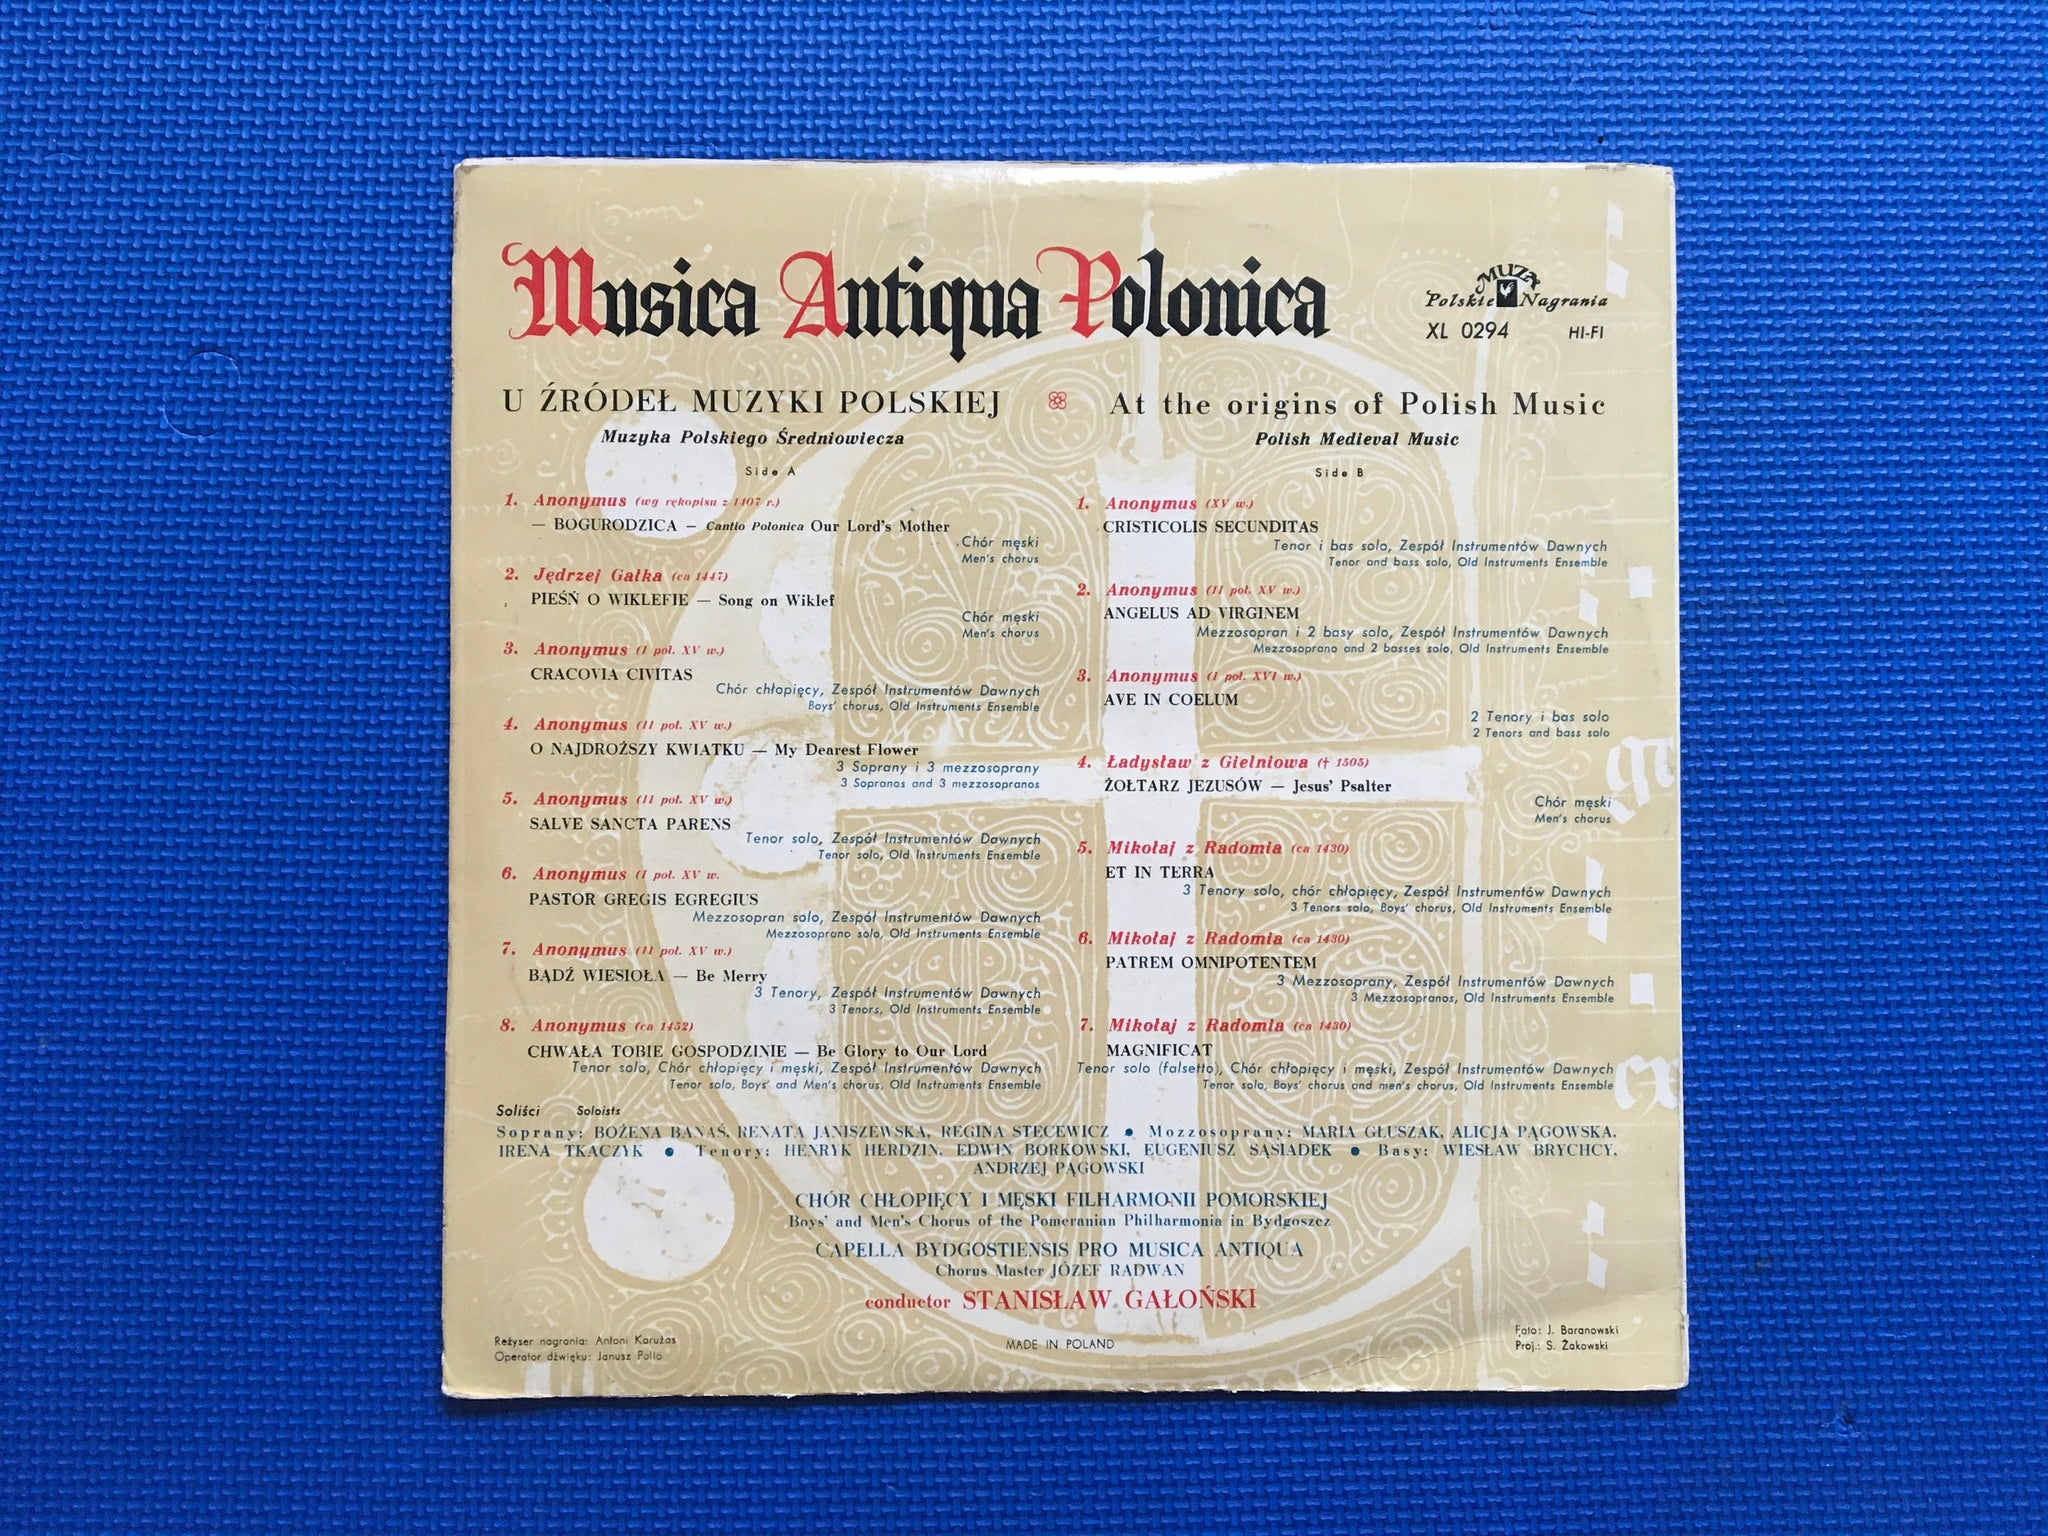 Musica Antiqua Polonica
MUZA
Polskie Nagrania
XL 0294 HI-FI
U ŹRÓDEŁ MUZYKI POLSKIEJ
Muzyka Polskiego Średniowiecza
Side A
1. Anonymus (wg rękopisu z 1407 r.)
— BOGURODZICA – Cantio Polonica Our Lord's Mother
Chór męski
Men's chorus
2. Jędrzej Gałka (ca 1447)
PIEŚŃ O WIKLEFIE — Song on Wiklef
Chór męski
Men's chorus
3. Anonymus (I poł. XV w.)
CRACOVIA CIVITAS
Chór chłopięcy, Zespół Instrumentów Dawnych
Boys' chorus, Old Instruments Ensemble
4. Anonymus (II poł. XV w.)
O NAJDROŻSZY KWIATKU — My Dearest Flower
3 Soprany i 3 mezzosoprany
3 Sopranos and 3 mezzosopranos
5. Anonymus (II poł. XV w.)
SALVE SANCTA PARENS
Tenor solo, Zespół Instrumentów Dawnych
Tenor solo, Old Instruments Ensemble
6. Anonymus (I poł. XV w.
PASTOR GREGIS EGREGIUS
Mezzosopran solo, Zespół Instrumentów Dawnych
Mezzosoprano solo, Old Instruments Ensemble
7. Anonymus (II poł. XV w.)
BĄDŹ WIESIOŁA — Be Merry
3 Tenory, Zespół Instrumentów Dawnych
3 Tenors, Old Instruments Ensemble
8. Anonymus (ca 1452)
CHWAŁA TOBIE GOSPODZINIE — Be Glory to Our Lord
Tenor solo, Chór chłopięcy i męski, Zespół Instrumentów Dawnych
Tenor solo, Boys' and Men's chorus, Old Instruments Ensemble
At the origins of Polish Music
Polish Medieval Music
Side B
1. Anonymus (XV w.)
CRISTICOLIS SECUNDITAS
Tenor i bas solo, Zespół Instrumentów Dawnych
Tenor and bass solo, Old Instruments Ensemble
2. Anonymus (II poł. XV w.)
ANGELUS AD VIRGINEM
Mezzosopran i 2 basy solo, Zespół Instrumentów Dawnych
Mezzosoprano and 2 basses solo, Old Instruments Ensemble
3. Anonymus (I poł. XVI w.)
AVE IN COELUM
2 Tenory i bas solo
2 Tenors and bass solo
4. Ładysław z Gielniowa († 1505)
ŻOŁTARZ JEZUSÓW — Jesus' Psalter
Chór męski
Men's chorus
5. Mikołaj z Radomia (ca 1430)
ET IN TERRA
3 Tenory solo, chór chłopięcy, Zespół Instrumentów Dawnych
3 Tenors solo, Boys' chorus, Old Instruments Ensemble
6. Mikołaj z Radomia (ca 1430)
PATREM OMNIPOTENTEM
3 Mezzosoprany, Zespół Instrumentów Dawnych
3 Mezzosopranos, Old Instruments Ensemble
7. Mikołaj z Radomia (ca 1430)
MAGNIFICAT
Tenor solo (falsetto), Chór chłopięcy i męski, Zespół Instrumentów Dawnych
Tenor solo, Boys' chorus and men's chorus, Old Instruments Ensemble
Soliści Soloists
Soprany: BOŻENA BANAŚ, RENATA JANISZEWSKA, REGINA STECEWICZ • Mozzosoprany: MARIA GŁUSZAK, ALICJA PĄGOWSKA,
IRENA TKACZYK • Tenory: HENRYK HERDZIN, EDWIN BORKOWSKI, EUGENIUSZ SĄSIADEK • Basy: WIESŁAW BRYCHCY,
ANDRZEJ PĄGOWSKI
CHÓR CHŁOPIĘCY I MĘSKI FILHARMONII POMORSKIEJ
Boys' and Men's Chorus of the Pomeranian Philharmonia in Bydgoszcz
CAPELLA BYDGOSTIENSIS PRO MUSICA ANTIQUA
Chorus Master JÓZEF RADWAN
conductor STANISŁAW GAŁOŃSKI
Reżyser nagrania: Antoni Karużas
Operator dźwięku: Janusz Pollo
MADE IN POLAND
Foto: J. Baranowski
Proj.: S. Żakowski